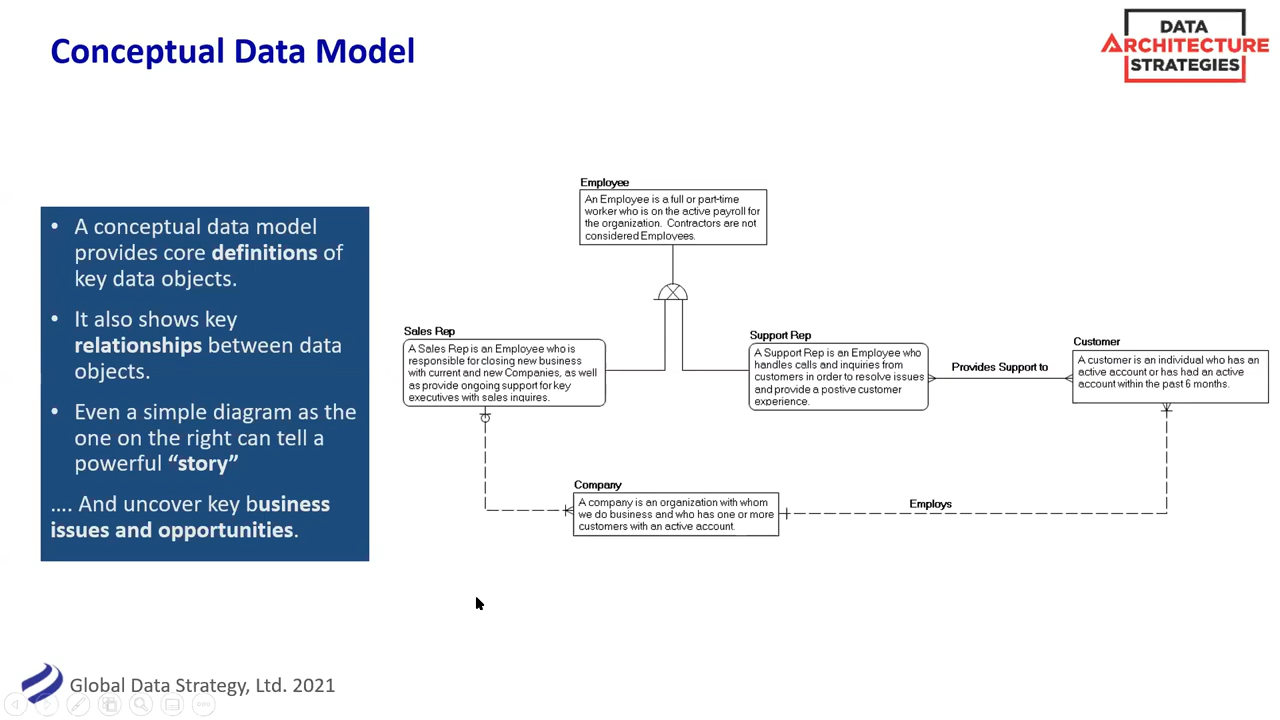 Conceptual Data Model
DATA
ARCHITECTURE
STRATEGIES
• A conceptual data model
provides core definitions of
key data objects.
• It also shows key
relationships between data
objects.
• Even a simple diagram as the
one on the right can tell a
powerful “story”
…. And uncover key business
issues and opportunities.
Employee
An Employee is a full or part-time
worker who is on the active payroll for
the organization. Contractors are not
considered Employees.
Sales Rep
A Sales Rep is an Employee who is
responsible for closing new business
with current and new Companies, as well
as provide ongoing support for key
executives with sales inquires.
Support Rep
A Support Rep is an Employee who
handles calls and inquiries from
customers in order to resolve issues
and provide a postive customer
experience.
Provides Support to
Customer
A customer is an individual who has an
active account or has had an active
account within the past 6 months.
Company
A company is an organization with whom
we do business and who has one or more
customers with an active account.
Employs
Global Data Strategy, Ltd. 2021